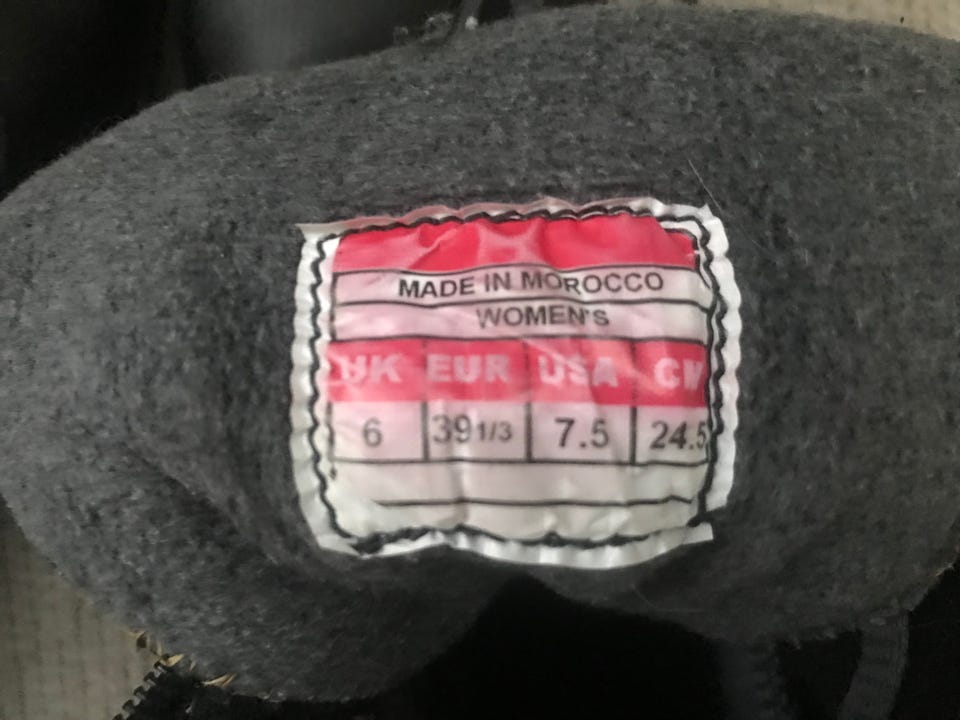 MADE IN MOROCCO
WOMEN'S
UK EUR USA CM
6 39 1/3 7.5 24.5